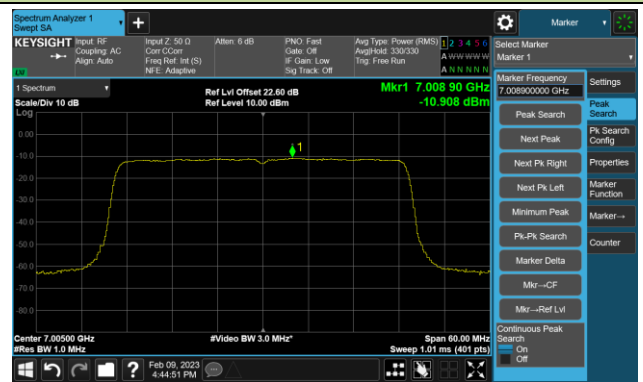 Spectrum Analyzer 1
Swept SA
Marker
KEYSIGHT
Input: RF
Coupling: AC
Align: Auto
Input Z: 50 Ω
Corr CCorr
Freq Ref: Int (S)
NFE: Adaptive
Atten: 6 dB
PNO: Fast
Gate: Off
IF Gain: Low
Sig Track: Off
Avg Type: Power (RMS)
Avg|Hold: 330/330
Trig: Free Run
1 2 3 4 5 6
A W W W W W
A N N N N N
Select Marker
Marker 1
1 Spectrum
Scale/Div 10 dB
Log
Ref Lvl Offset 22.60 dB
Ref Level 10.00 dBm
Mkr1 7.008 90 GHz
-10.908 dBm
1
0.00
-10.0
-20.0
-30.0
-40.0
-50.0
-60.0
-70.0
-80.0
Center 7.00500 GHz
#Res BW 1.0 MHz
#Video BW 3.0 MHz*
Span 60.00 MHz
Sweep 1.01 ms (401 pts)
Marker Frequency
7.008900000 GHz
Peak Search
Next Peak
Next Pk Right
Next Pk Left
Minimum Peak
Pk-Pk Search
Marker Delta
Mkr→CF
Mkr→Ref Lvl
Continuous Peak
Search
On
Off
Settings
Peak
Search
Pk Search
Config
Properties
Marker
Function
Marker→
Counter
Feb 09, 2023
4:44:51 PM